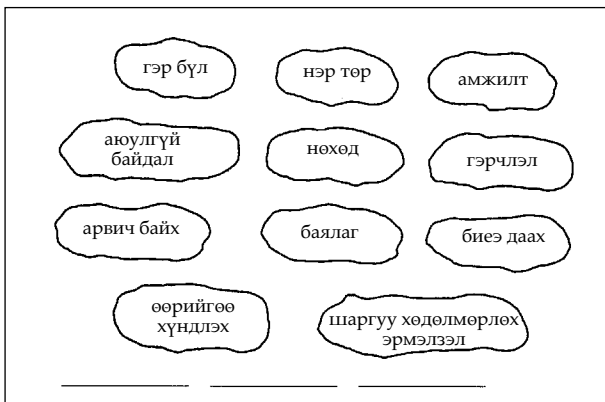 гэр бүл
нэр төр
амжилт
аюулгүй
байдал
нөхөд
гэрчлэл
арвич байх
баялаг
биеэ даах
өөрийгөө
хүндлэх
шаргуу хөдөлмөрлөх
эрмэлзэл